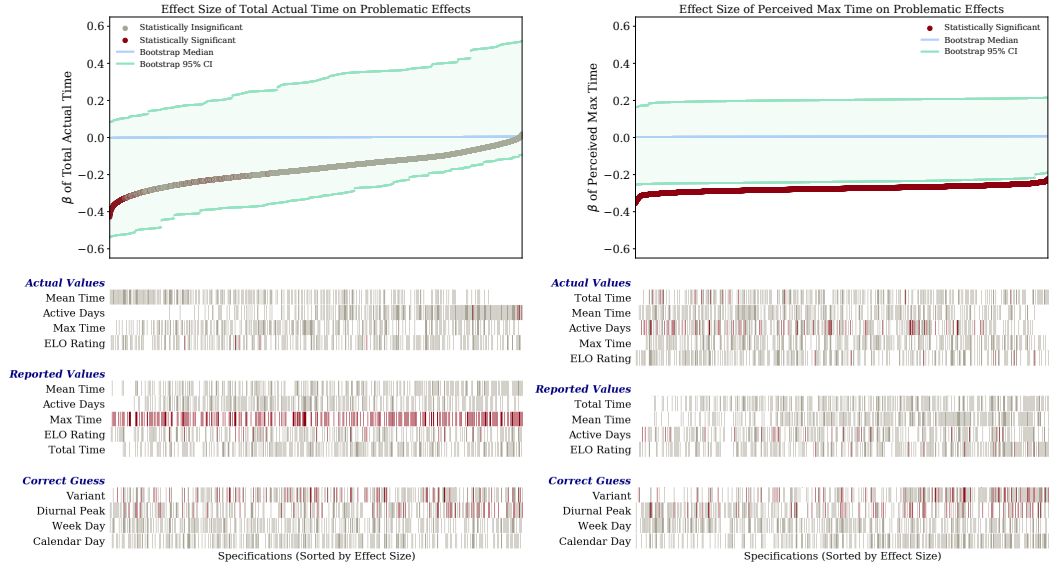 Effect Size of Total Actual Time on Problematic Effects
0.6
0.4
0.2
0.0
−0.2
−0.4
−0.6
β of Total Actual Time
Statistically Insignificant
Statistically Significant
Bootstrap Median
Bootstrap 95% CI
Actual Values
Mean Time
Active Days
Max Time
ELO Rating
Reported Values
Mean Time
Active Days
Max Time
ELO Rating
Total Time
Correct Guess
Variant
Diurnal Peak
Week Day
Calendar Day
Specifications (Sorted by Effect Size)
Effect Size of Perceived Max Time on Problematic Effects
0.6
0.4
0.2
0.0
−0.2
−0.4
−0.6
β of Perceived Max Time
Statistically Significant
Bootstrap Median
Bootstrap 95% CI
Actual Values
Total Time
Mean Time
Active Days
Max Time
ELO Rating
Reported Values
Total Time
Mean Time
Active Days
ELO Rating
Correct Guess
Variant
Diurnal Peak
Week Day
Calendar Day
Specifications (Sorted by Effect Size)